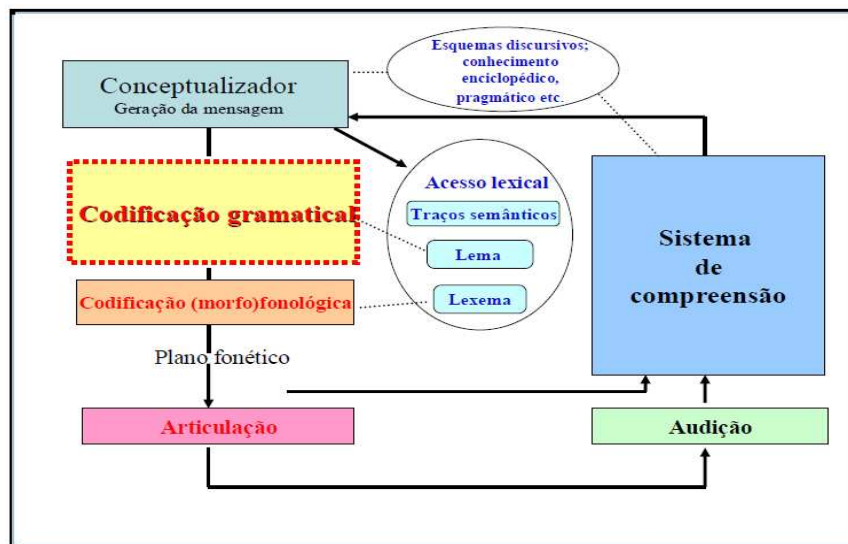 Esquemas discursivos;
conhecimento
enciclopédico,
pragmático etc.
Conceptualizador
Geração da mensagem
Acesso lexical
Traços semânticos
Lema
Lexema
Codificação gramatical
Codificação (morfo)fonológica
Plano fonético
Articulação
Sistema
de
compreensão
Audição